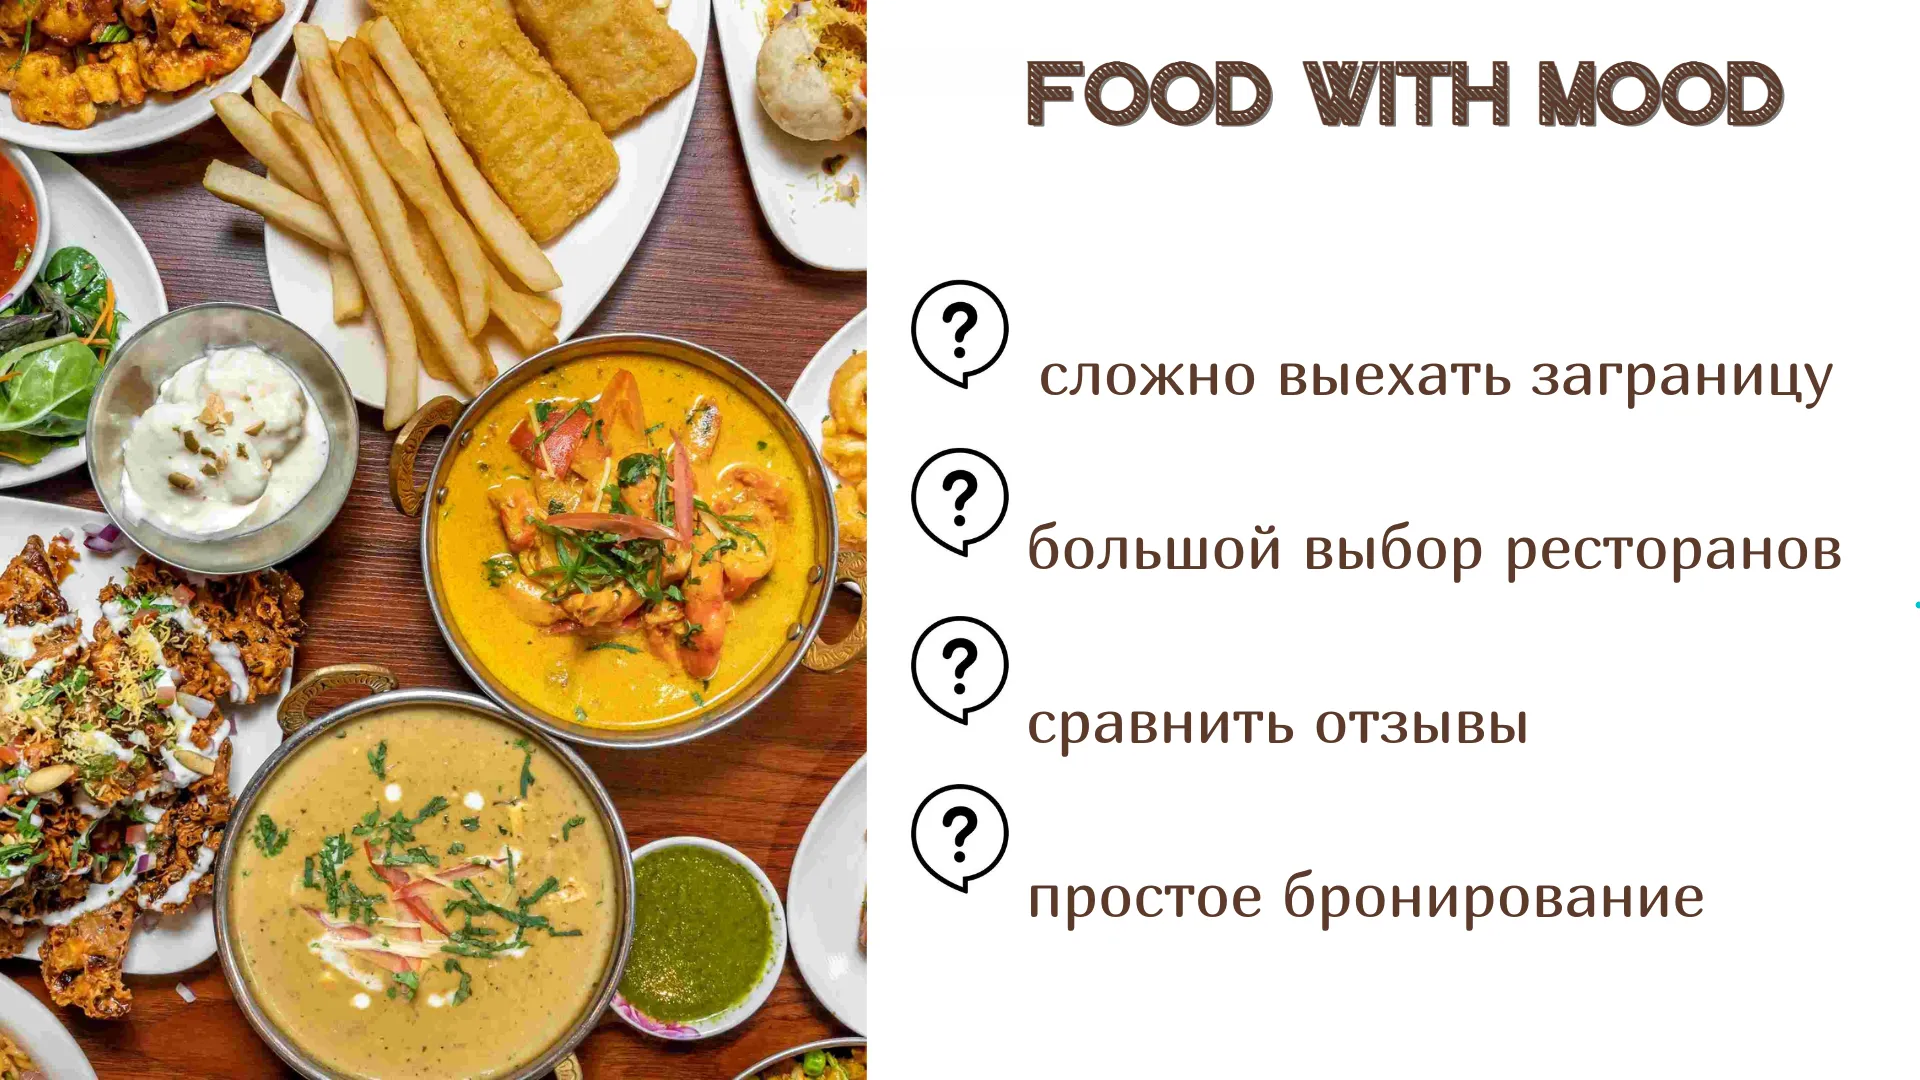 FOOD WITH MOOD
сложно выехать заграницу
большой выбор ресторанов
сравнить отзывы
простое бронирование